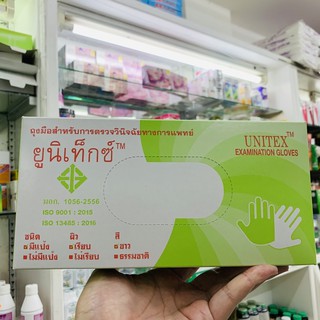 ถุงมือสำหรับการตรวจวินิจฉัยทางการแพทย์
ยูนิเท็กซ์™
UNITEX™
EXAMINATION GLOVES
มอก. 1056-2556
ISO 9001 : 2015
ISO 13485 : 2016
ชนิด ผิว สี
มีแป้ง เรียบ ขาว
ไม่มีแป้ง ไม่เรียบ ธรรมชาติ